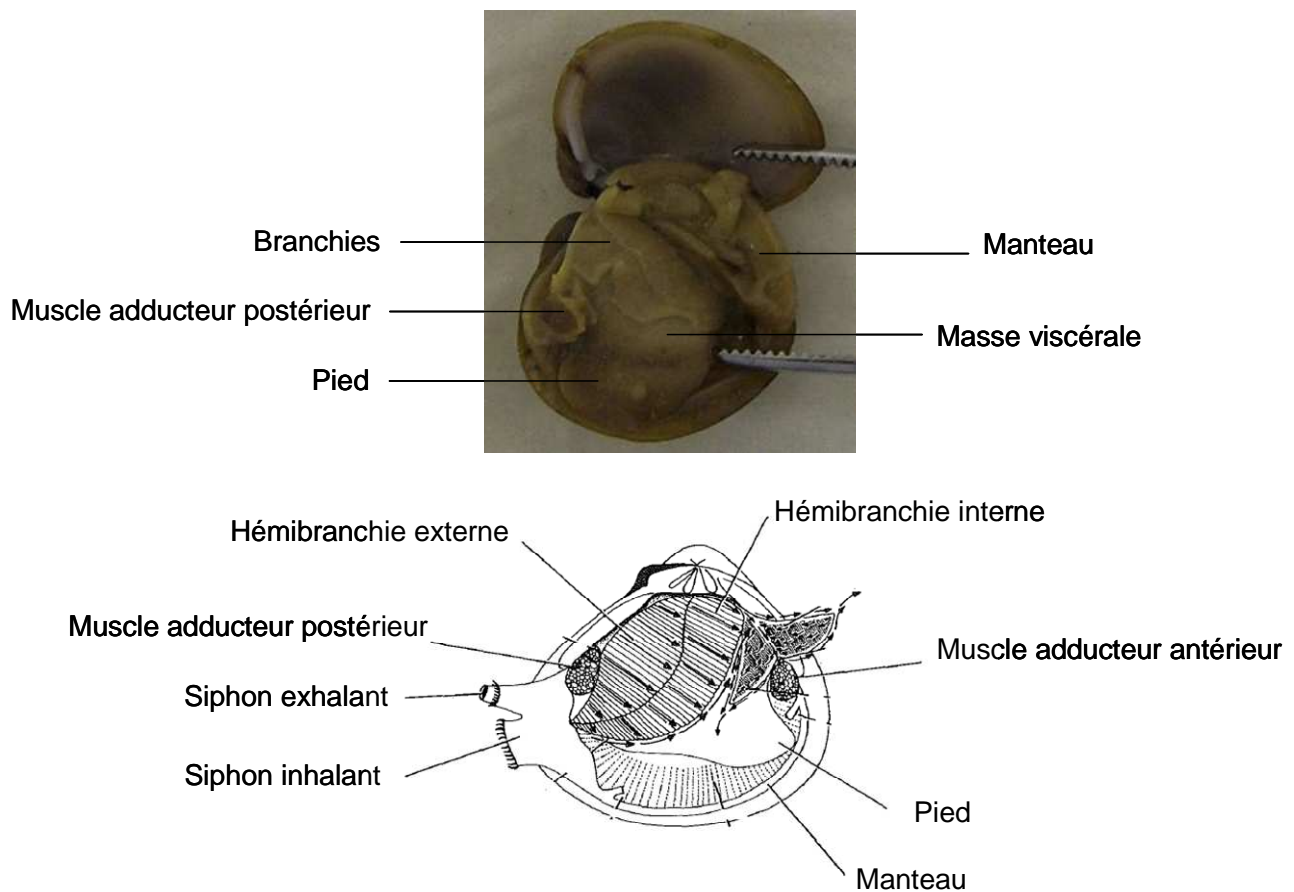 Branchies
Manteau
Muscle adducteur postérieur
Masse viscérale
Pied
Hémibranchie interne
Hémibranchie externe
Muscle adducteur postérieur
Muscle adducteur antérieur
Siphon exhalant
Siphon inhalant
Pied
Manteau